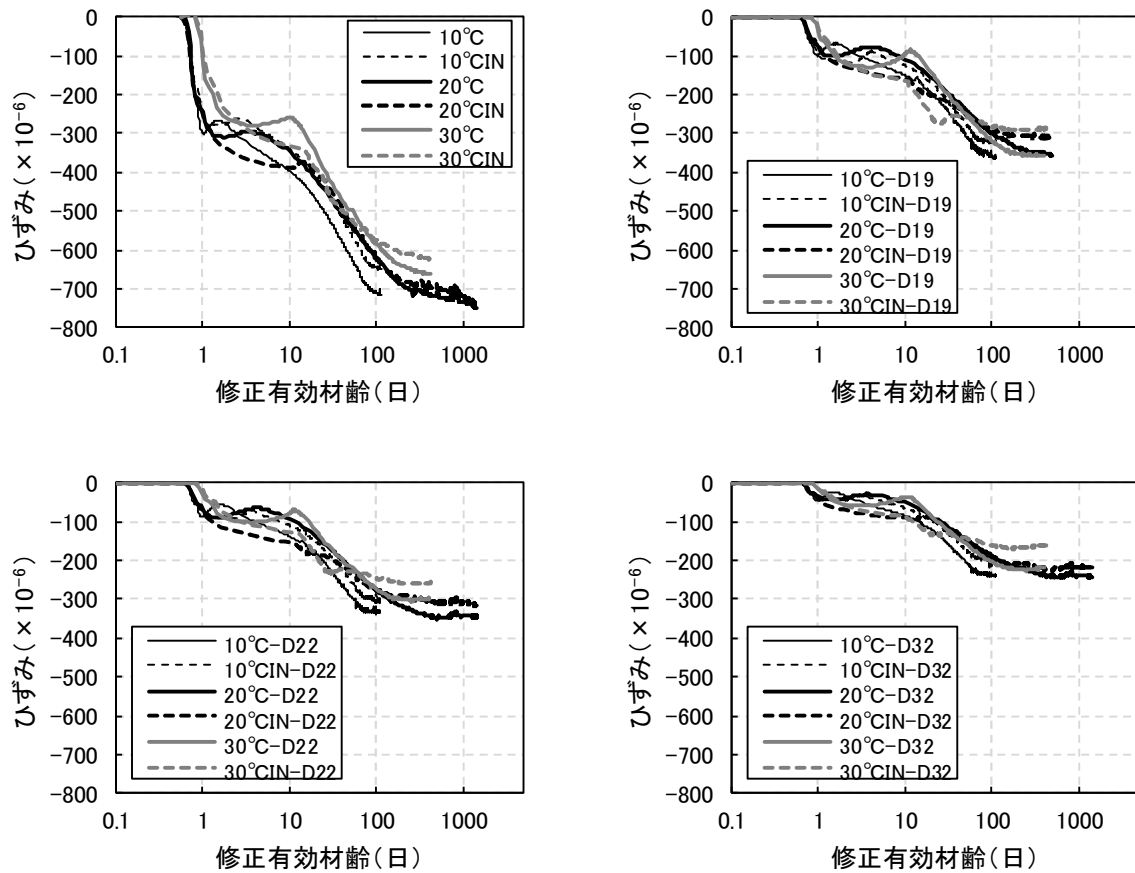 0
−100
−200
−300
−400
−500
−600
−700
−800
ひずみ(×10⁻⁶)
10℃
10℃IN
20℃
20℃IN
30℃
30℃IN
0.1 1 10 100 1000
修正有効材齢(日)
0
−100
−200
−300
−400
−500
−600
−700
−800
ひずみ(×10⁻⁶)
10℃-D19
10℃IN-D19
20℃-D19
20℃IN-D19
30℃-D19
30℃IN-D19
0.1 1 10 100 1000
修正有効材齢(日)
0
−100
−200
−300
−400
−500
−600
−700
−800
ひずみ(×10⁻⁶)
10℃-D22
10℃IN-D22
20℃-D22
20℃IN-D22
30℃-D22
30℃IN-D22
0.1 1 10 100 1000
修正有効材齢(日)
0
−100
−200
−300
−400
−500
−600
−700
−800
ひずみ(×10⁻⁶)
10℃-D32
10℃IN-D32
20℃-D32
20℃IN-D32
30℃-D32
30℃IN-D32
0.1 1 10 100 1000
修正有効材齢(日)